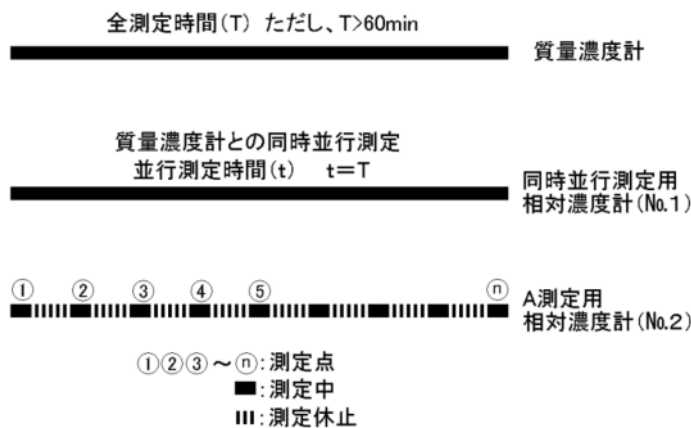 全測定時間(T) ただし、T>60min
質量濃度計
質量濃度計との同時並行測定
並行測定時間(t) t=T
同時並行測定用
相対濃度計(No.1)
① ② ③ ④ ⑤ ⓝ
A測定用
相対濃度計(No.2)
①②③~ⓝ:測定点
:測定中
:測定休止